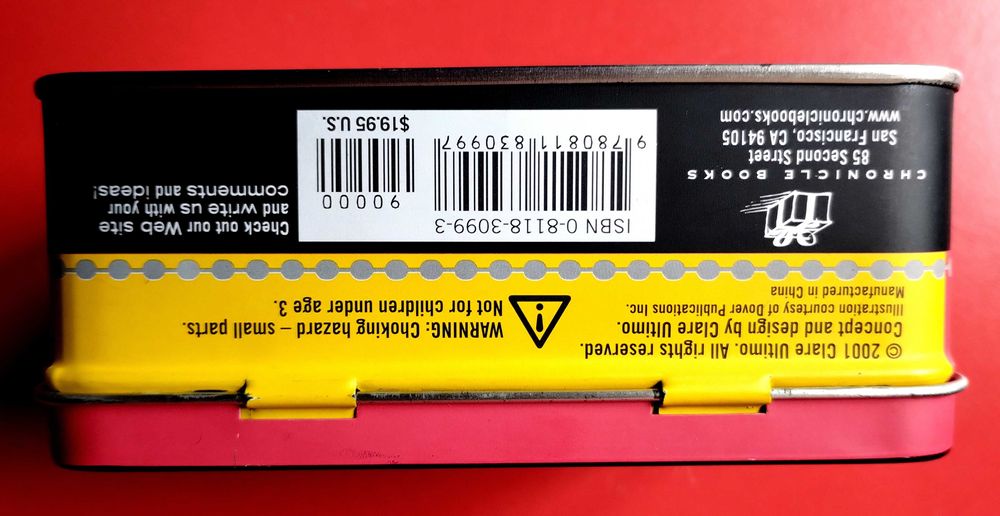 © 2001 Clare Ultimo. All rights reserved.
Concept and design by Clare Ultimo.
Illustration courtesy of Dover Publications Inc.
Manufactured in China
WARNING: Choking hazard – small parts.
Not for children under age 3.
CHRONICLE BOOKS
85 Second Street
San Francisco, CA 94105
www.chroniclebooks.com
ISBN 0-8118-3099-3
90000
9 780811 830997
$19.95 U.S.
Check out our Web site
and write us with your
comments and ideas!